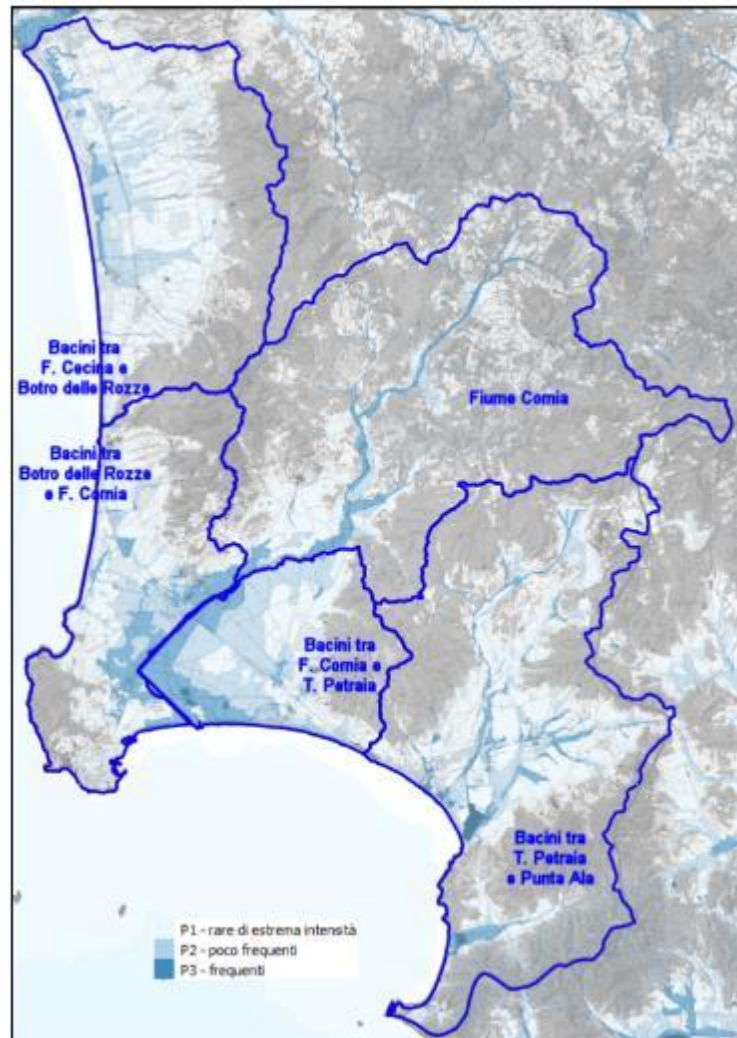 Bacini tra
F. Cecina e
Botro delle Rozze
Bacini tra
Botro delle Rozze
e F. Cornia
Fiume Cornia
Bacini tra
F. Cornia e
T. Petraia
Bacini tra
T. Petraia
e Punta Ala
P1 - rare di estrema intensità
P2 - poco frequenti
P3 - frequenti